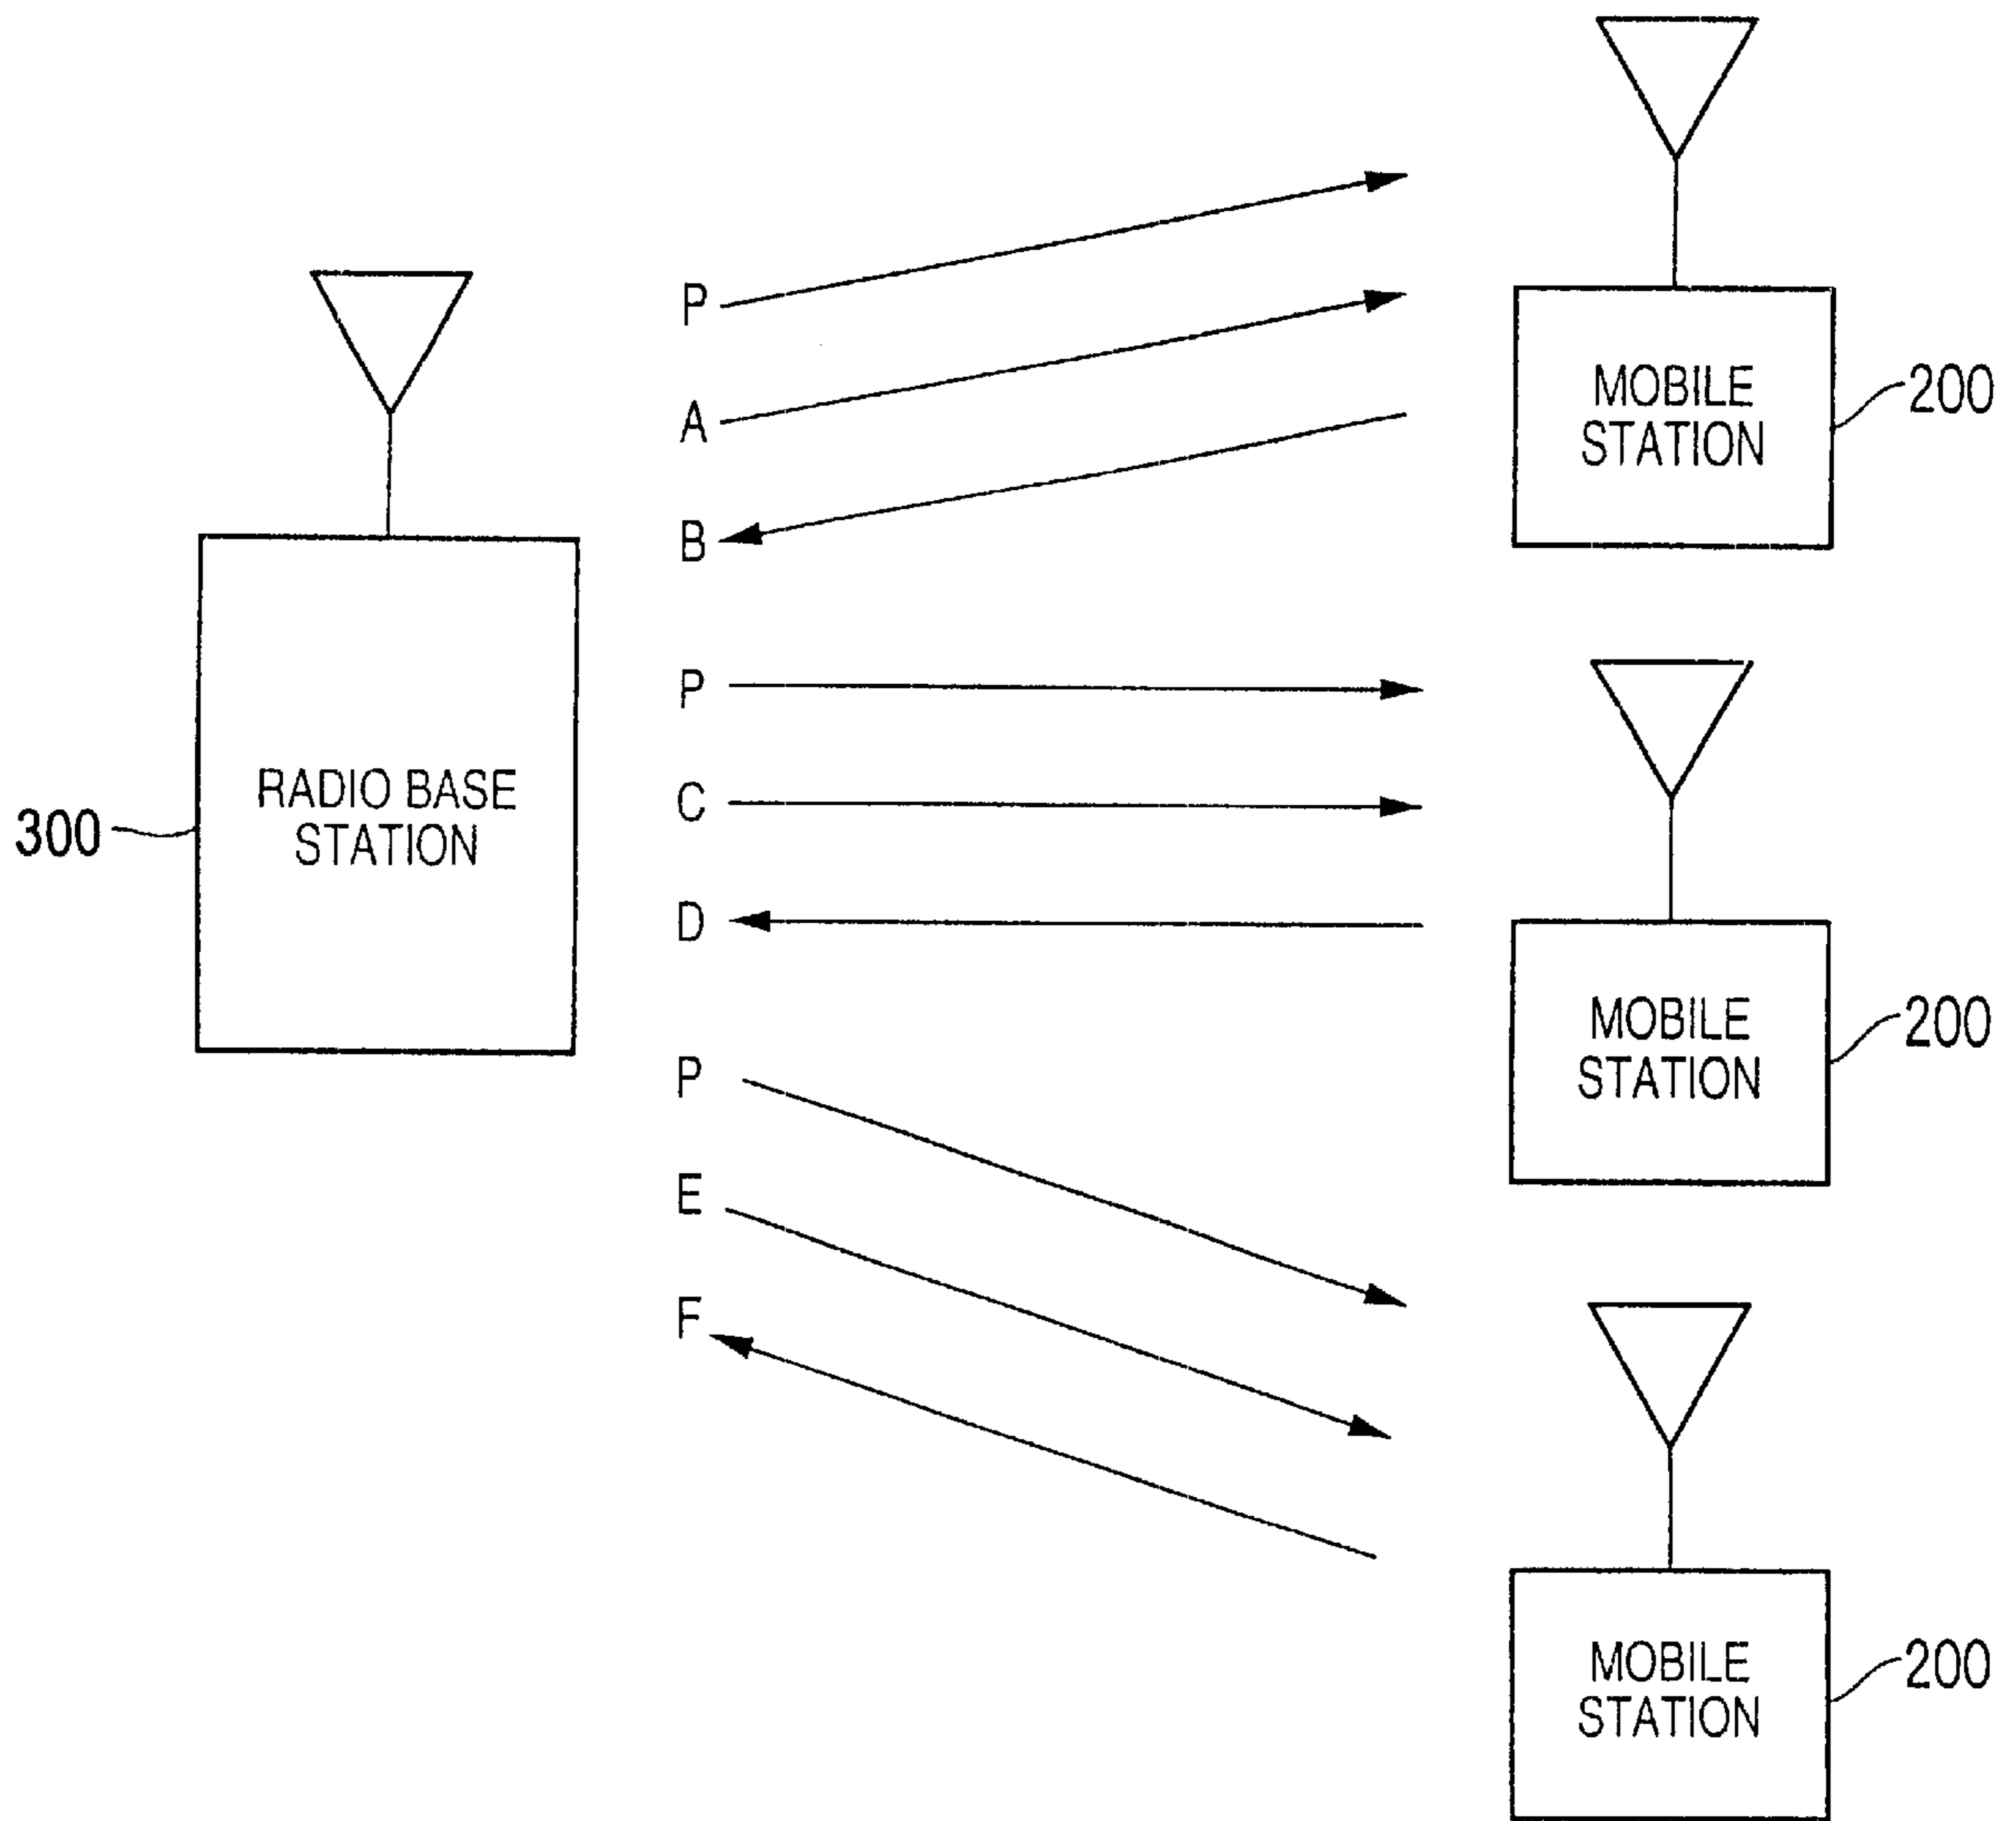 P
A
B
MOBILE
STATION
200
RADIO BASE
STATION
300
P
C
D
MOBILE
STATION
200
P
E
F
MOBILE
STATION
200